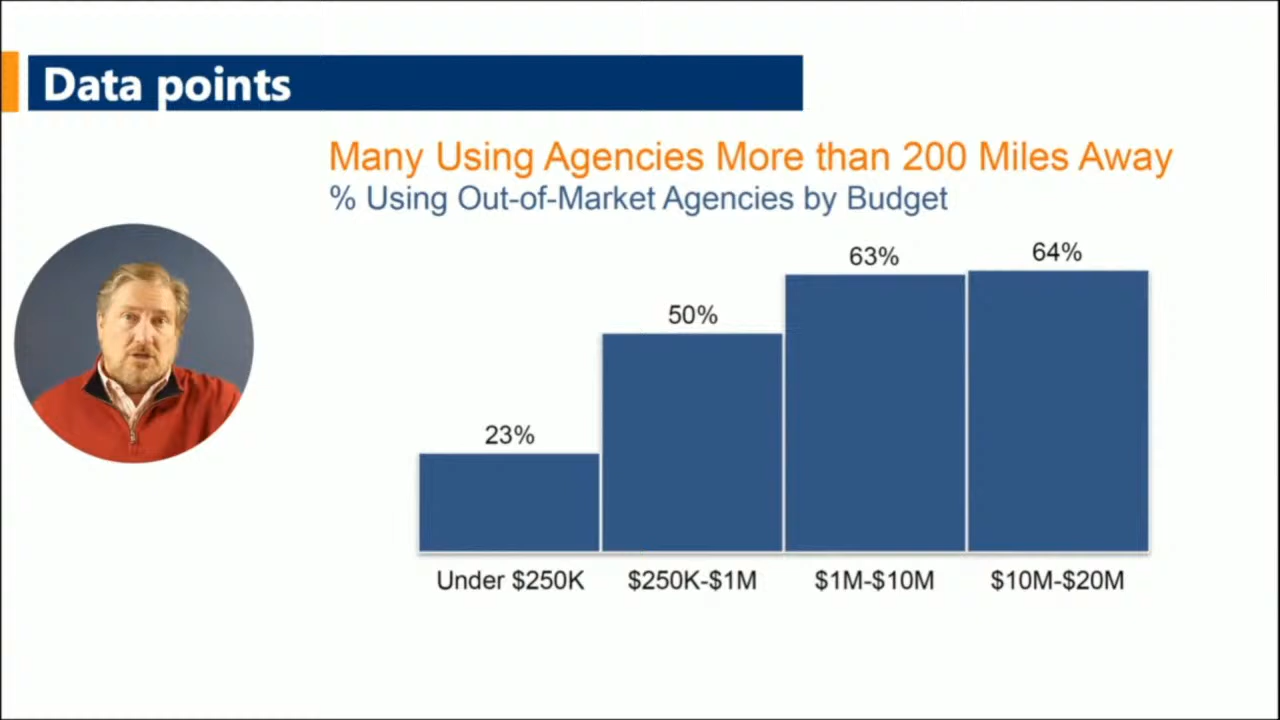 Data points
Many Using Agencies More than 200 Miles Away
% Using Out-of-Market Agencies by Budget
23%
50%
63%
64%
Under $250K
$250K-$1M
$1M-$10M
$10M-$20M